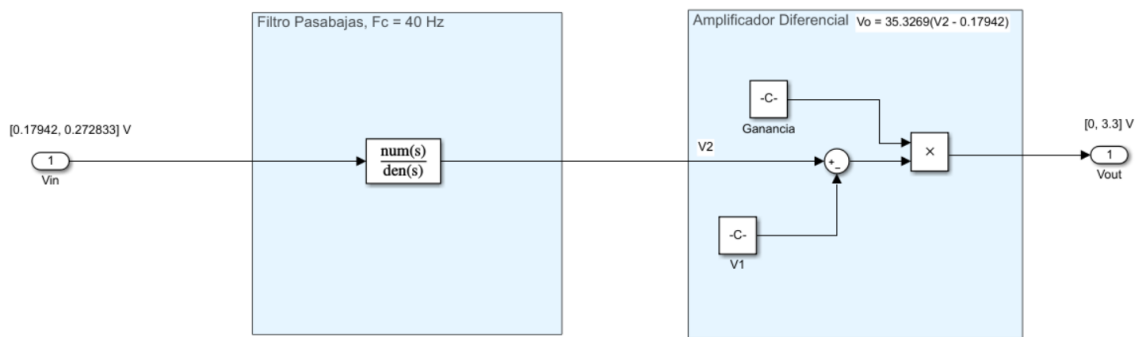 Filtro Pasabajas, Fc = 40 Hz
Amplificador Diferencial Vo = 35.3269(V2 - 0.17942)
-C-
Ganancia
[0.17942, 0.272833] V
[0, 3.3] V
1
Vin
num(s)
den(s)
V2
+
-
×
1
Vout
-C-
V1